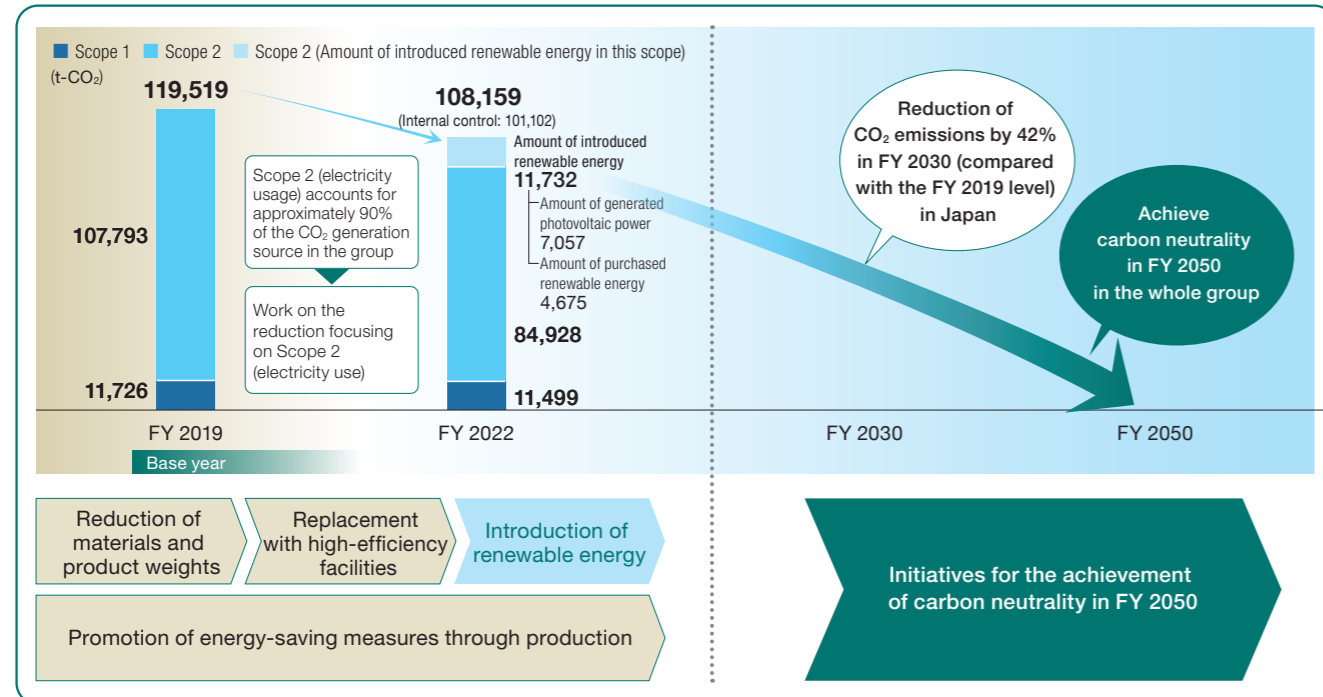 Scope 1 Scope 2 Scope 2 (Amount of introduced renewable energy in this scope)
(t-CO₂)
119,519
107,793
11,726
Scope 2 (electricity
usage) accounts for
approximately 90%
of the CO₂ generation
source in the group
Work on the
reduction focusing
on Scope 2
(electricity use)
108,159
(Internal control: 101,102)
Amount of introduced
renewable energy
11,732
Amount of generated
photovoltaic power
7,057
Amount of purchased
renewable energy
4,675
84,928
11,499
Reduction of
CO₂ emissions by 42%
in FY 2030 (compared
with the FY 2019 level)
in Japan
Achieve
carbon neutrality
in FY 2050
in the whole group
FY 2019 FY 2022 FY 2030 FY 2050
Base year
Reduction of
materials and
product weights
Replacement
with high-efficiency
facilities
Introduction of
renewable energy
Promotion of energy-saving measures through production
Initiatives for the achievement
of carbon neutrality in FY 2050